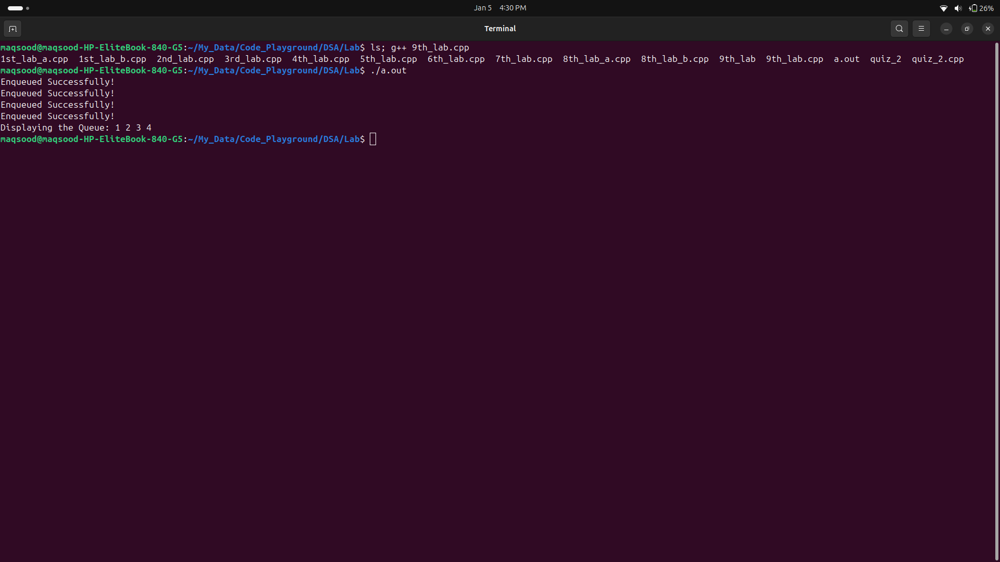 Jan 5 4:30 PM
26%
Terminal
maqsood@maqsood-HP-EliteBook-840-G5:~/My_Data/Code_Playground/DSA/Lab$ ls; g++ 9th_lab.cpp
1st_lab_a.cpp 1st_lab_b.cpp 2nd_lab.cpp 3rd_lab.cpp 4th_lab.cpp 5th_lab.cpp 6th_lab.cpp 7th_lab.cpp 8th_lab_a.cpp 8th_lab_b.cpp 9th_lab 9th_lab.cpp a.out quiz_2 quiz_2.cpp
maqsood@maqsood-HP-EliteBook-840-G5:~/My_Data/Code_Playground/DSA/Lab$ ./a.out
Enqueued Successfully!
Enqueued Successfully!
Enqueued Successfully!
Enqueued Successfully!
Displaying the Queue: 1 2 3 4
maqsood@maqsood-HP-EliteBook-840-G5:~/My_Data/Code_Playground/DSA/Lab$